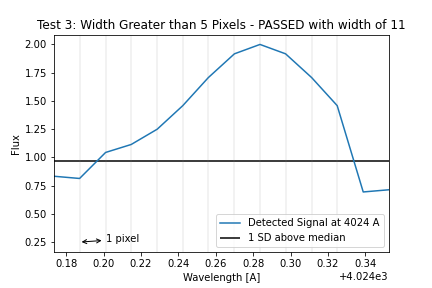 Test 3: Width Greater than 5 Pixels - PASSED with width of 11
2.00
1.75
1.50
1.25
1.00
0.75
0.50
0.25
Flux
1 pixel
Detected Signal at 4024 A
1 SD above median
0.18 0.20 0.22 0.24 0.26 0.28 0.30 0.32 0.34
Wavelength [A]
+4.024e3